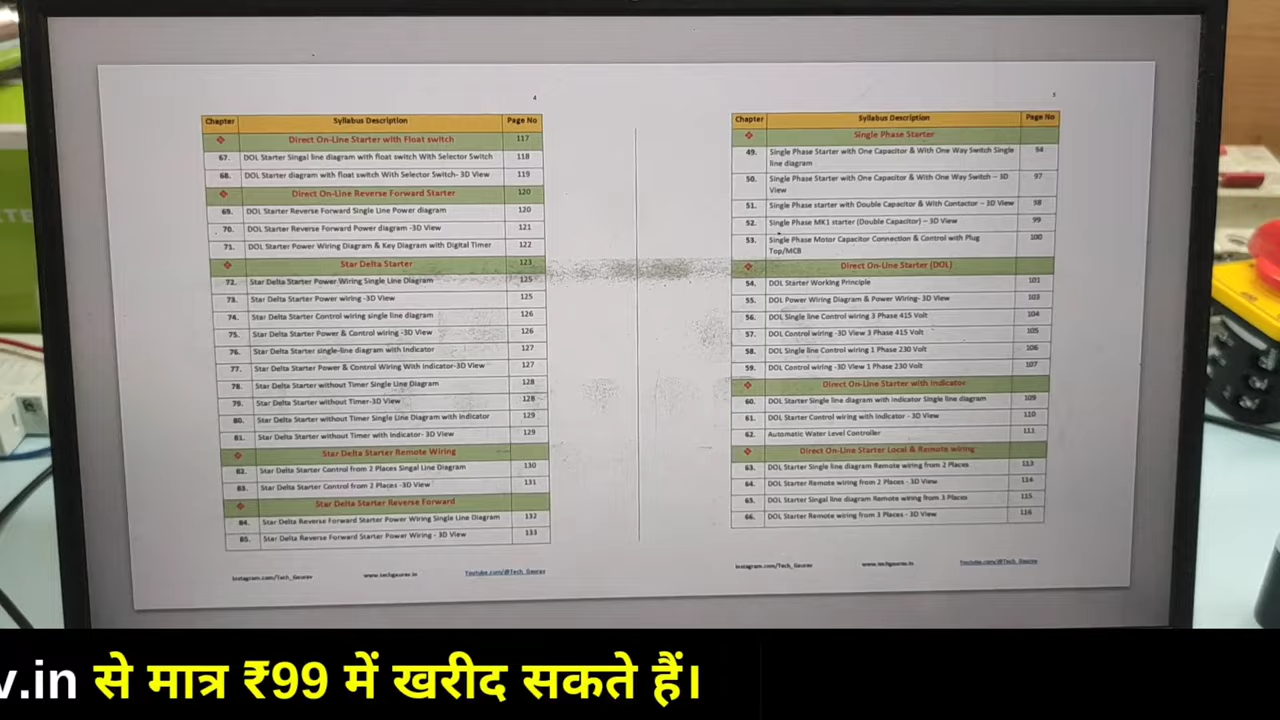 4
Chapter Syllabus Description Page No
❖ Direct On-Line Starter with Float switch 117
67. DOL Starter Singal line diagram with float switch With Selector Switch 118
68. DOL Starter diagram with float switch With Selector Switch- 3D View 119
❖ Direct On-Line Reverse Forward Starter 120
69. DOL Starter Reverse Forward Single Line Power diagram 120
70. DOL Starter Reverse Forward Power diagram -3D View 121
71. DOL Starter Power Wiring Diagram & Key Diagram with Digital Timer 122
❖ Star Delta Starter 123
72. Star Delta Starter Power Wiring Single Line Diagram 125
73. Star Delta Starter Power wiring -3D View 125
74. Star Delta Starter Control wiring single line diagram 126
75. Star Delta Starter Power & Control wiring -3D View 126
76. Star Delta Starter single-line diagram with Indicator 127
77. Star Delta Starter Power & Control Wiring With Indicator-3D View 127
78. Star Delta Starter without Timer Single Line Diagram 128
79. Star Delta Starter without Timer-3D View 128
80. Star Delta Starter without Timer Single Line Diagram with Indicator 129
81. Star Delta Starter without Timer with Indicator- 3D View 129
❖ Star Delta Starter Remote Wiring
82. Star Delta Starter Control from 2 Places Singal Line Diagram 130
83. Star Delta Starter Control from 2 Places -3D View 131
❖ Star Delta Starter Reverse Forward
84. Star Delta Reverse Forward Starter Power Wiring Single Line Diagram 132
85. Star Delta Reverse Forward Starter Power Wiring - 3D View 133
Instagram.com/Tech_Gaurav www.techgaurav.in Youtube.com/@Tech_Gaurav
Chapter Syllabus Description Page No
❖ Single Phase Starter
49. Single Phase Starter with One Capacitor & With One Way Switch Single line diagram 94
50. Single Phase Starter with One Capacitor & With One Way Switch – 3D View 97
51. Single Phase starter with Double Capacitor & With Contactor – 3D View 98
52. Single Phase MK1 starter (Double Capacitor) – 3D View 99
53. Single Phase Motor Capacitor Connection & Control with Plug Top/MCB 100
❖ Direct On-Line Starter (DOL)
54. DOL Starter Working Principle 101
55. DOL Power Wiring Diagram & Power Wiring- 3D View 103
56. DOL Single line Control wiring 3 Phase 415 Volt 104
57. DOL Control wiring -3D View 3 Phase 415 Volt 105
58. DOL Single line Control wiring 1 Phase 230 Volt 106
59. DOL Control wiring -3D View 1 Phase 230 Volt 107
❖ Direct On-Line Starter with Indicator
60. DOL Starter Single line diagram with indicator Single line diagram 109
61. DOL Starter Control wiring with Indicator - 3D View 110
62. Automatic Water Level Controller 111
❖ Direct On-Line Starter Local & Remote wiring
63. DOL Starter Single line diagram Remote wiring from 2 Places 113
64. DOL Starter Remote wiring from 2 Places - 3D View 114
65. DOL Starter Singal line diagram Remote wiring from 3 Places 115
66. DOL Starter Remote wiring from 3 Places - 3D View 116
Instagram.com/Tech_Gaurav www.techgaurav.in Youtube.com/@Tech_Gaurav
v.in से मात्र ₹99 में खरीद सकते हैं।